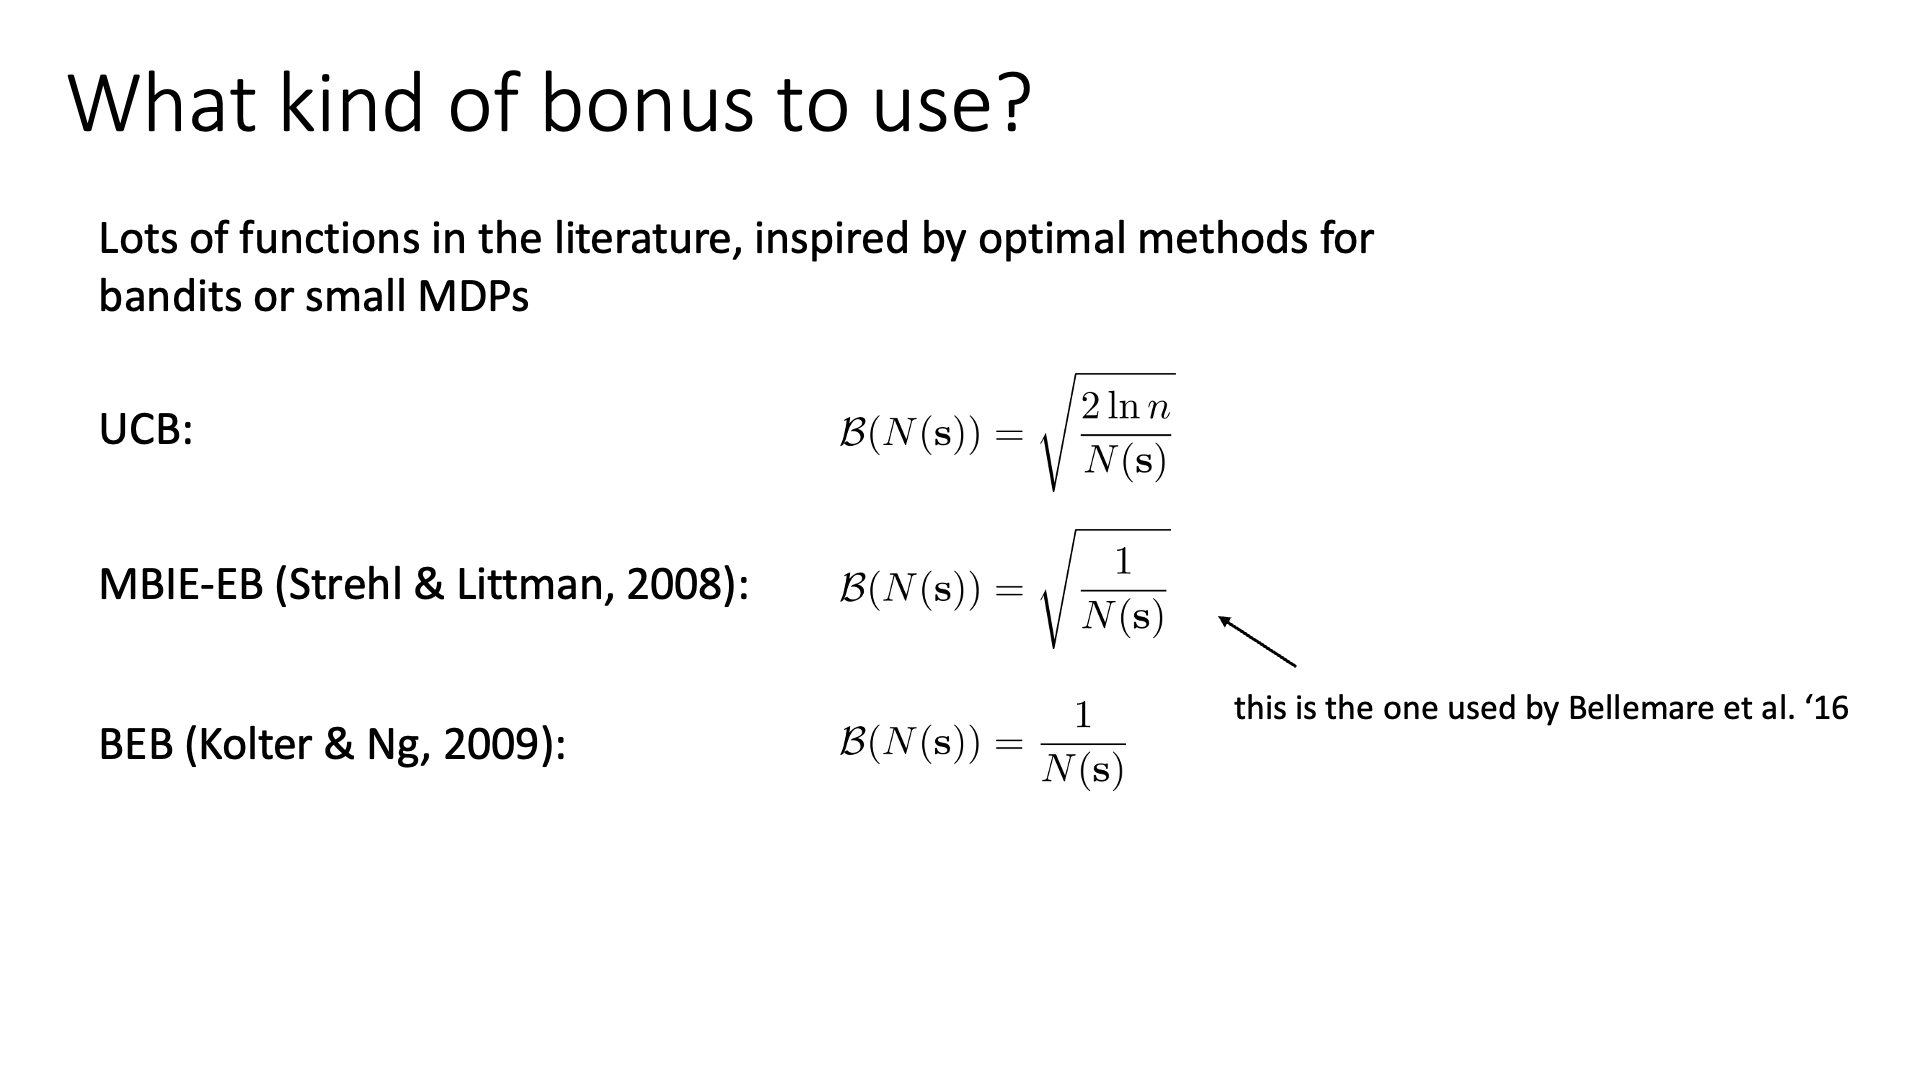 What kind of bonus to use?
Lots of functions in the literature, inspired by optimal methods for
bandits or small MDPs
UCB: $\mathcal{B}(N(\mathbf{s})) = \sqrt{\frac{2 \ln n}{N(\mathbf{s})}}$
MBIE-EB (Strehl & Littman, 2008): $\mathcal{B}(N(\mathbf{s})) = \sqrt{\frac{1}{N(\mathbf{s})}}$
this is the one used by Bellemare et al. ‘16
BEB (Kolter & Ng, 2009): $\mathcal{B}(N(\mathbf{s})) = \frac{1}{N(\mathbf{s})}$